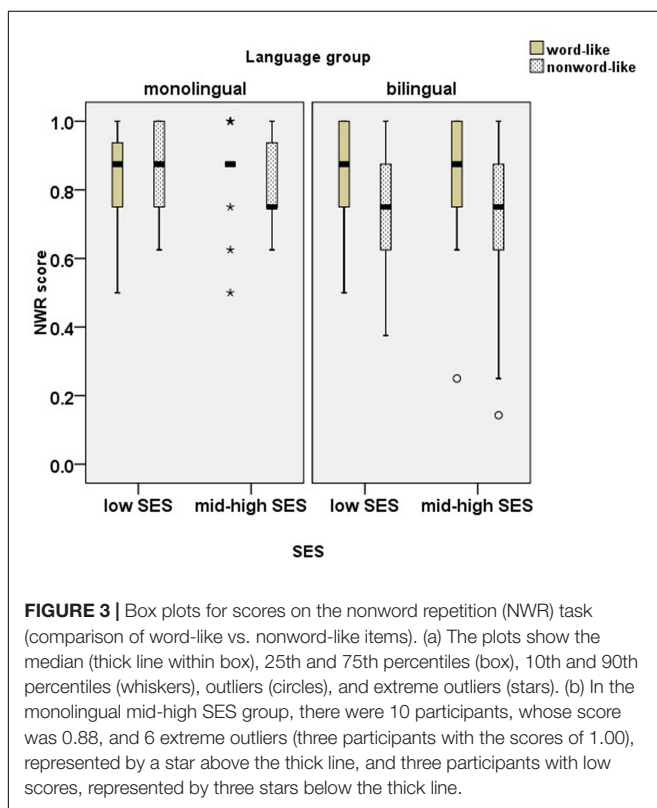 Language group
word-like
nonword-like
monolingual
bilingual
1.0
0.8
0.6
0.4
0.2
0.0
NWR score
low SES
mid-high SES
low SES
mid-high SES
SES
FIGURE 3 | Box plots for scores on the nonword repetition (NWR) task
(comparison of word-like vs. nonword-like items). (a) The plots show the
median (thick line within box), 25th and 75th percentiles (box), 10th and 90th
percentiles (whiskers), outliers (circles), and extreme outliers (stars). (b) In the
monolingual mid-high SES group, there were 10 participants, whose score
was 0.88, and 6 extreme outliers (three participants with the scores of 1.00),
represented by a star above the thick line, and three participants with low
scores, represented by three stars below the thick line.